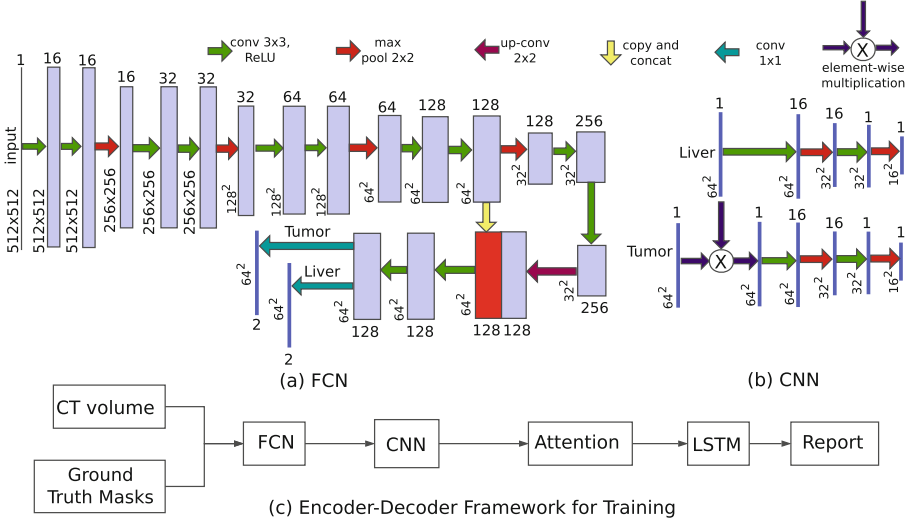 conv 3x3,
ReLU
max
pool 2x2
up-conv
2x2
copy and
concat
conv
1x1
X
element-wise
multiplication
1
16
16
16
32
32
32
64
64
64
128
128
128
256
input
512x512
512x512
512x512
256x256
256x256
256x256
128²
128²
128²
64²
64²
64²
32²
32²
Tumor
Liver
64²
2
64²
2
64²
128
64²
128
64²
128
128
32²
256
(a) FCN
Liver
1
16
16
1
1
64²
64²
32²
32²
16²
Tumor
1
X
1
16
16
1
1
64²
64²
64²
32²
32²
16²
(b) CNN
CT volume
Ground
Truth Masks
FCN
CNN
Attention
LSTM
Report
(c) Encoder-Decoder Framework for Training